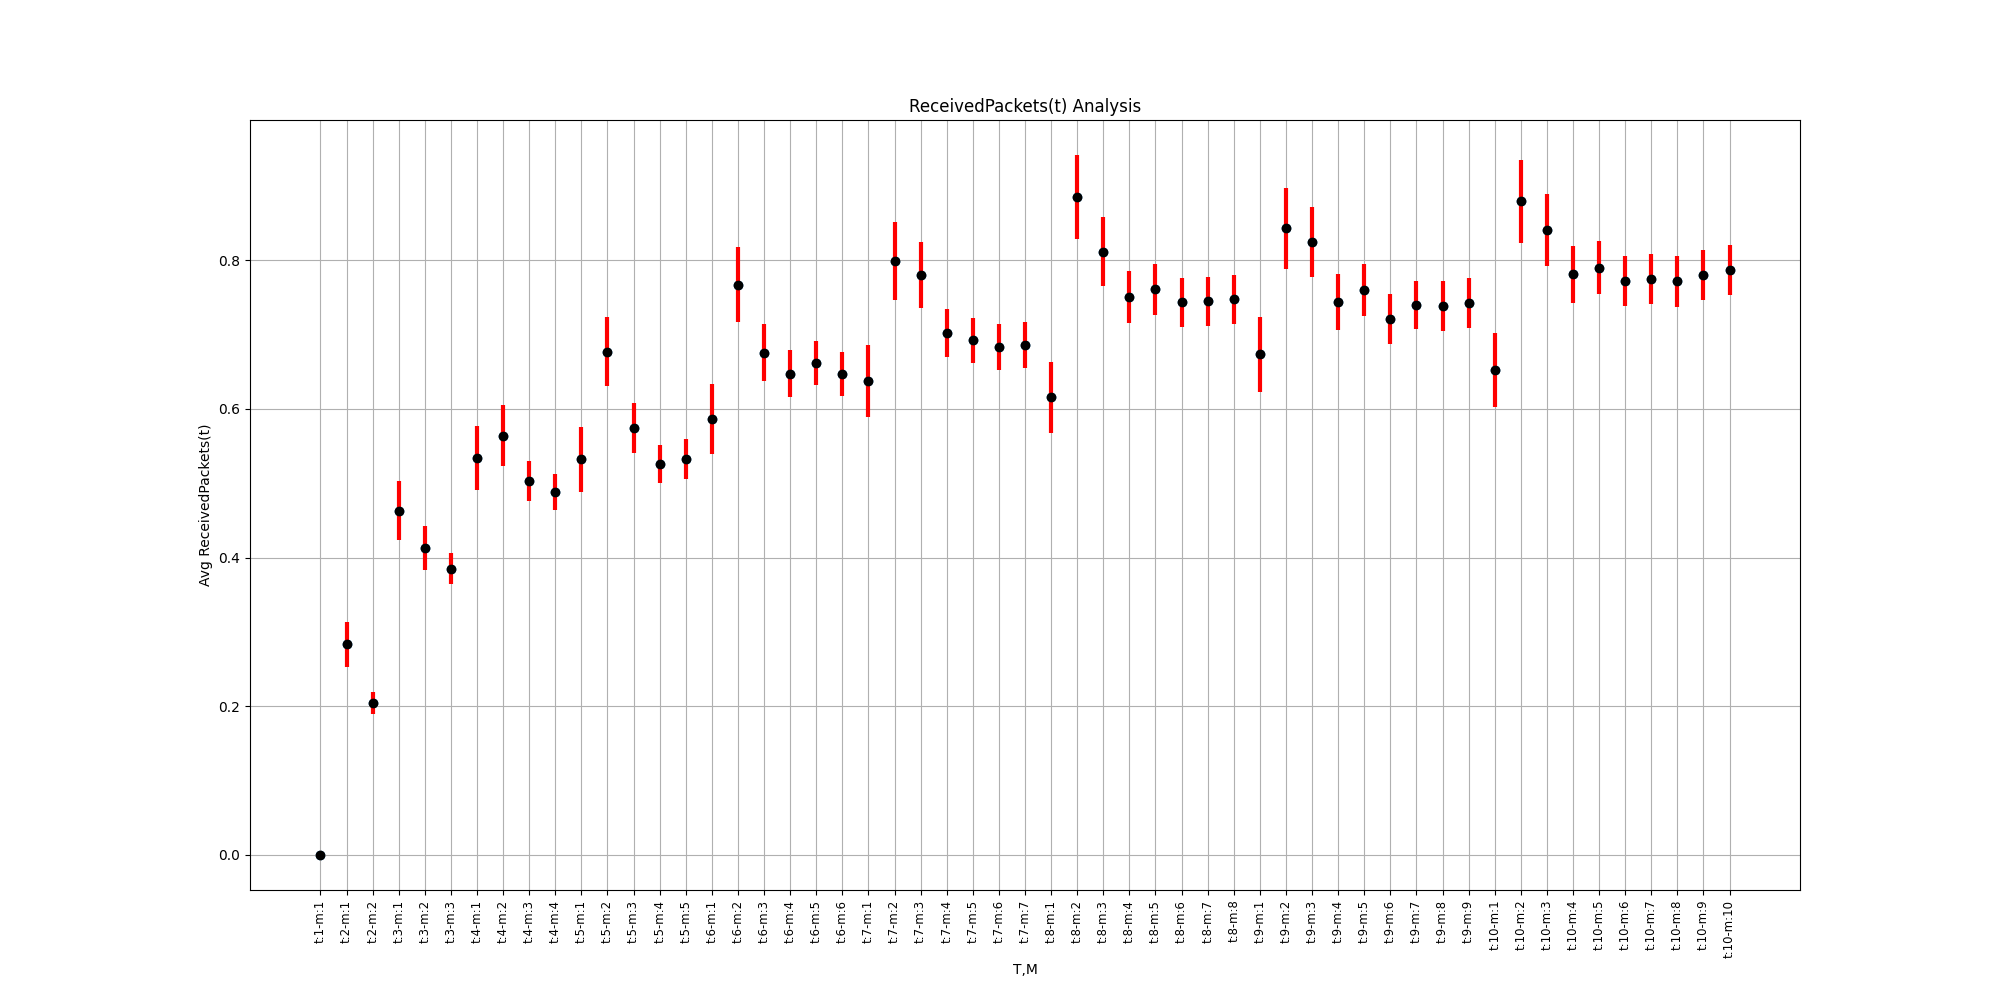 ReceivedPackets(t) Analysis
Avg ReceivedPackets(t)
0.8
0.6
0.4
0.2
0.0
t:1-m:1
t:2-m:1
t:2-m:2
t:3-m:1
t:3-m:2
t:3-m:3
t:4-m:1
t:4-m:2
t:4-m:3
t:4-m:4
t:5-m:1
t:5-m:2
t:5-m:3
t:5-m:4
t:5-m:5
t:6-m:1
t:6-m:2
t:6-m:3
t:6-m:4
t:6-m:5
t:6-m:6
t:7-m:1
t:7-m:2
t:7-m:3
t:7-m:4
t:7-m:5
t:7-m:6
t:7-m:7
t:8-m:1
t:8-m:2
t:8-m:3
t:8-m:4
t:8-m:5
t:8-m:6
t:8-m:7
t:8-m:8
t:9-m:1
t:9-m:2
t:9-m:3
t:9-m:4
t:9-m:5
t:9-m:6
t:9-m:7
t:9-m:8
t:9-m:9
t:10-m:1
t:10-m:2
t:10-m:3
t:10-m:4
t:10-m:5
t:10-m:6
t:10-m:7
t:10-m:8
t:10-m:9
t:10-m:10
T,M